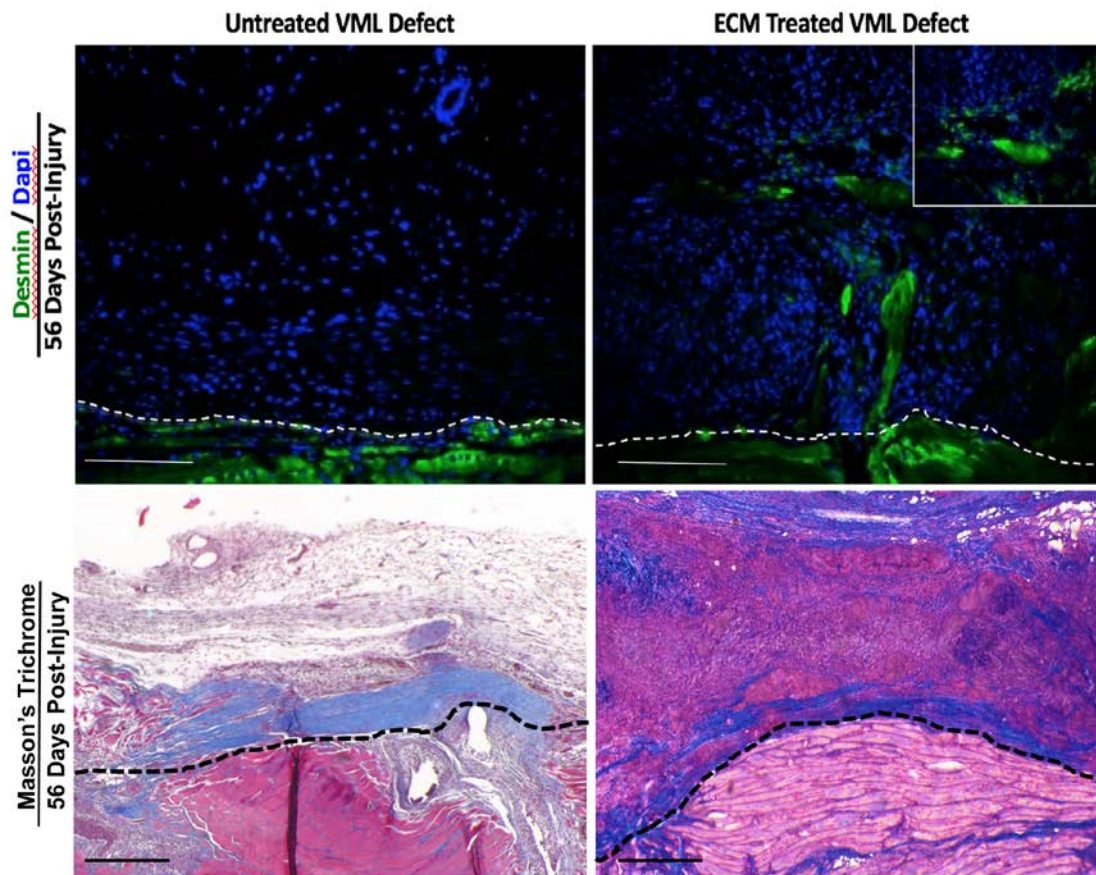 Untreated VML Defect
ECM Treated VML Defect
Desmin / Dapi
56 Days Post-Injury
Masson's Trichrome
56 Days Post-Injury